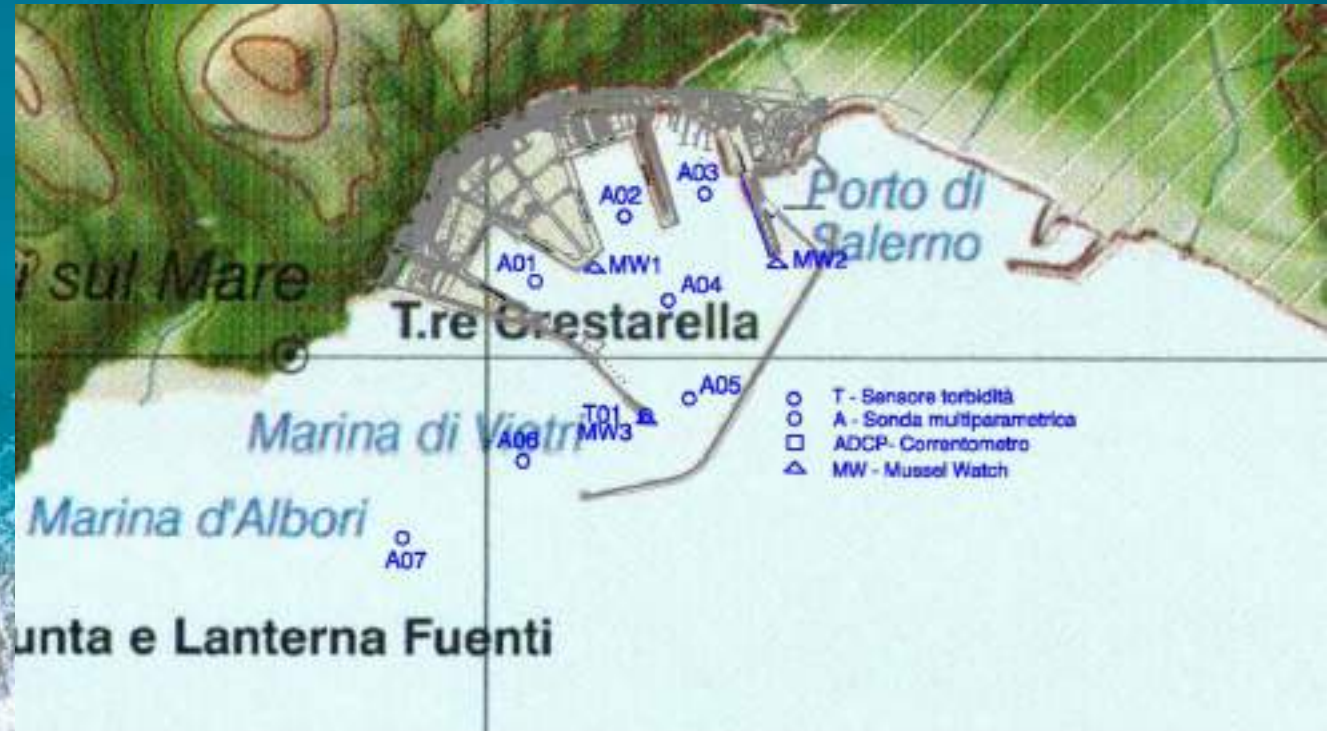 A03
A02
Porto di
Salerno
MW1
MW2
A01
A04
sul Mare
T.re Crestarella
A05
T01
MW3
Marina di Vietri
A06
Marina d'Albori
A07
unta e Lanterna Fuenti
T - Sensore torbidità
A - Sonda multiparametrica
ADCP- Correntometro
MW - Mussel Watch